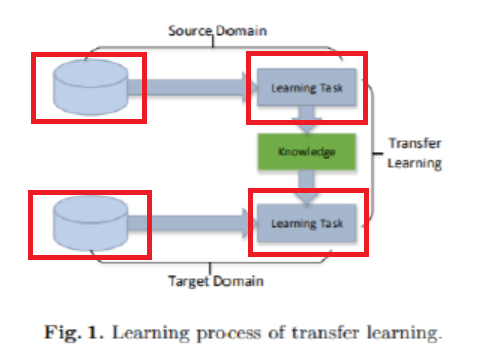 Source Domain
Learning Task
Knowledge
Transfer
Learning
Learning Task
Target Domain
Fig. 1. Learning process of transfer learning.